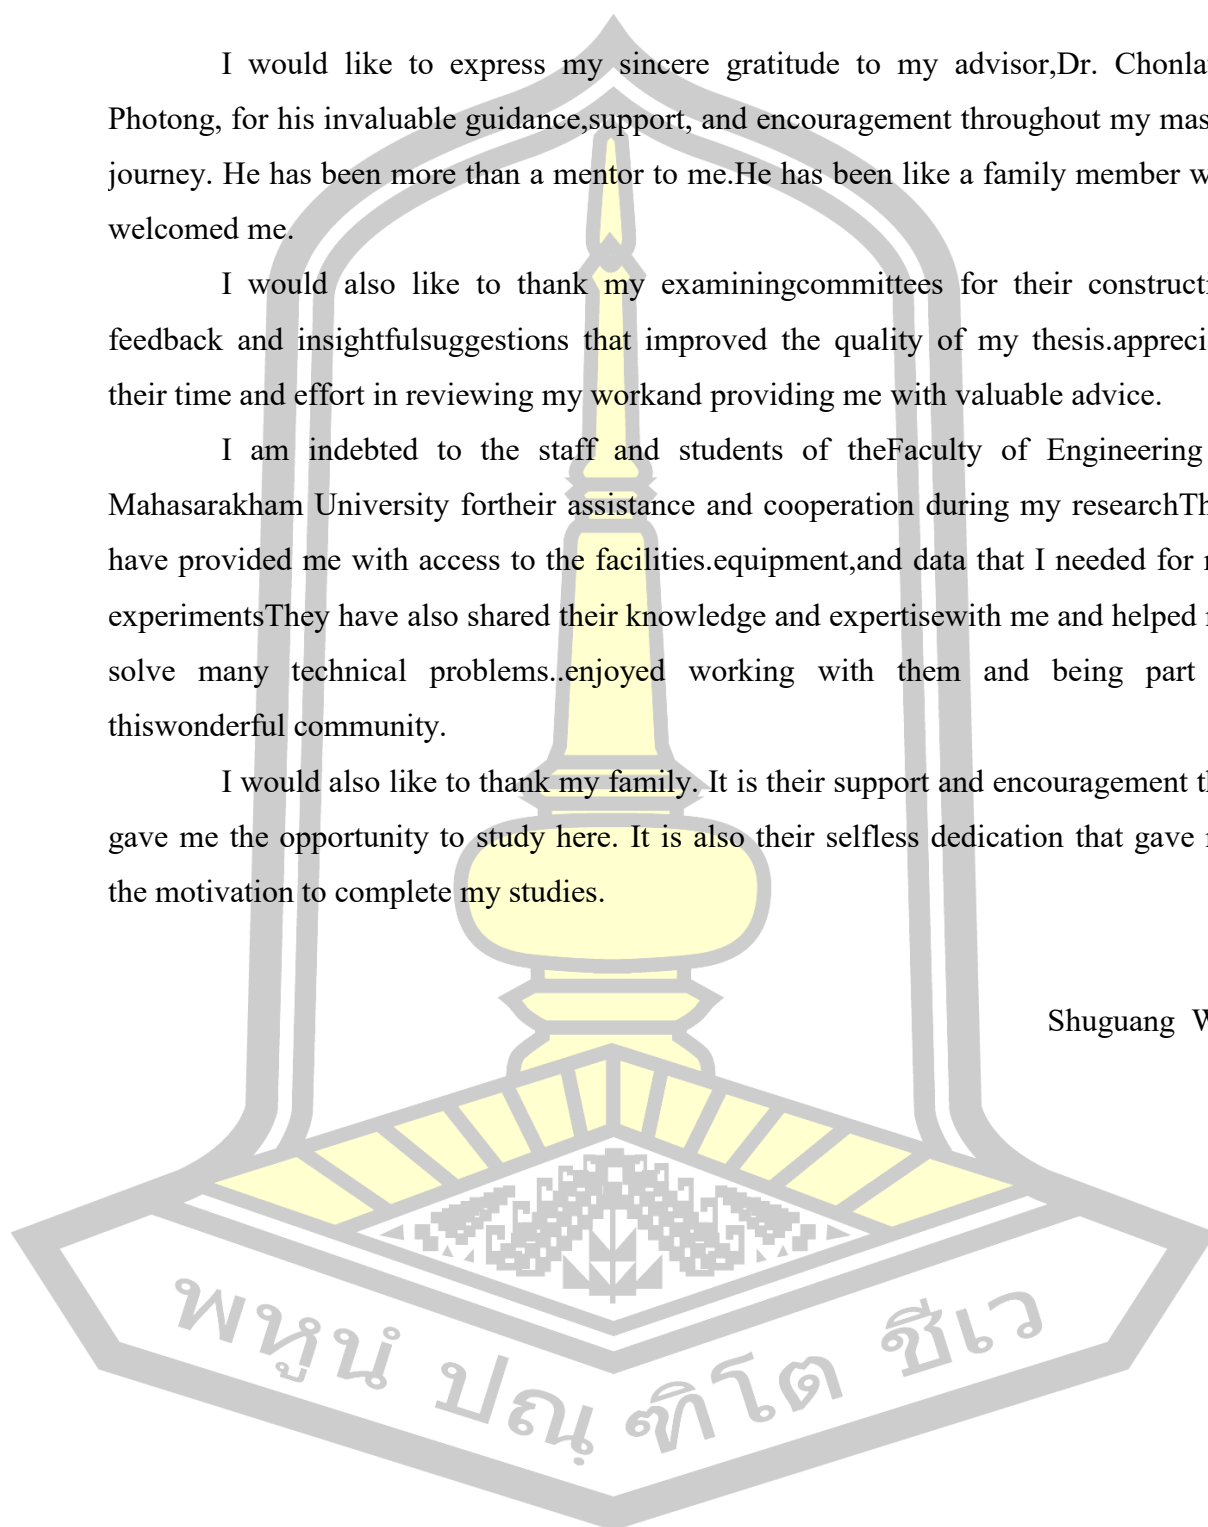 I would like to express my sincere gratitude to my advisor,Dr.
Photong, for his invaluable guidance,support, and encouragement throughout my
journey. He has been more than a mentor to me.He has been like a family member
welcomed me.
I would also like to thank my examiningcommittees for their
feedback and insightfulsuggestions that improved the quality of my thesis.
their time and effort in reviewing my workand providing me with valuable advice.
I am indebted to the staff and students of theFaculty of Engineering
Mahasarakham University fortheir assistance and cooperation during my
have provided me with access to the facilities.equipment,and data that I needed for
experimentsThey have also shared their knowledge and expertisewith me and helped
solve many technical problems..enjoyed working with them and being part
thiswonderful community.
I would also like to thank my family. It is their support and encouragement
gave me the opportunity to study here. It is also their selfless dedication that gave
the motivation to complete my studies.
Shuguang
พหูนํ ปณฺฑิโต ชีเว